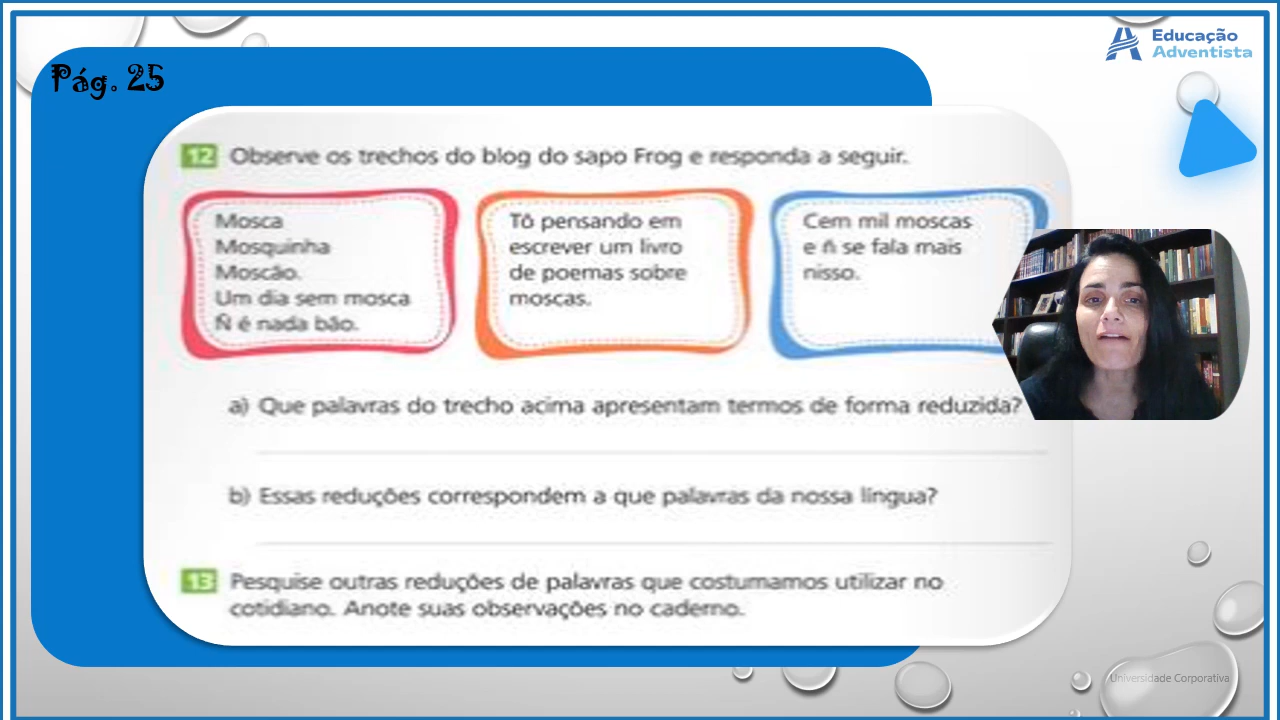 Pág. 25
Educação
Adventista
12 Observe os trechos do blog do sapo Frog e responda a seguir.
Mosca
Mosquinha
Moscão.
Um dia sem mosca
Ñ é nada bão.
Tô pensando em
escrever um livro
de poemas sobre
moscas.
Cem mil moscas
e ñ se fala mais
nisso.
a) Que palavras do trecho acima apresentam termos de forma reduzida?
b) Essas reduções correspondem a que palavras da nossa língua?
13 Pesquise outras reduções de palavras que costumamos utilizar no
cotidiano. Anote suas observações no caderno.
Universidade Corporativa